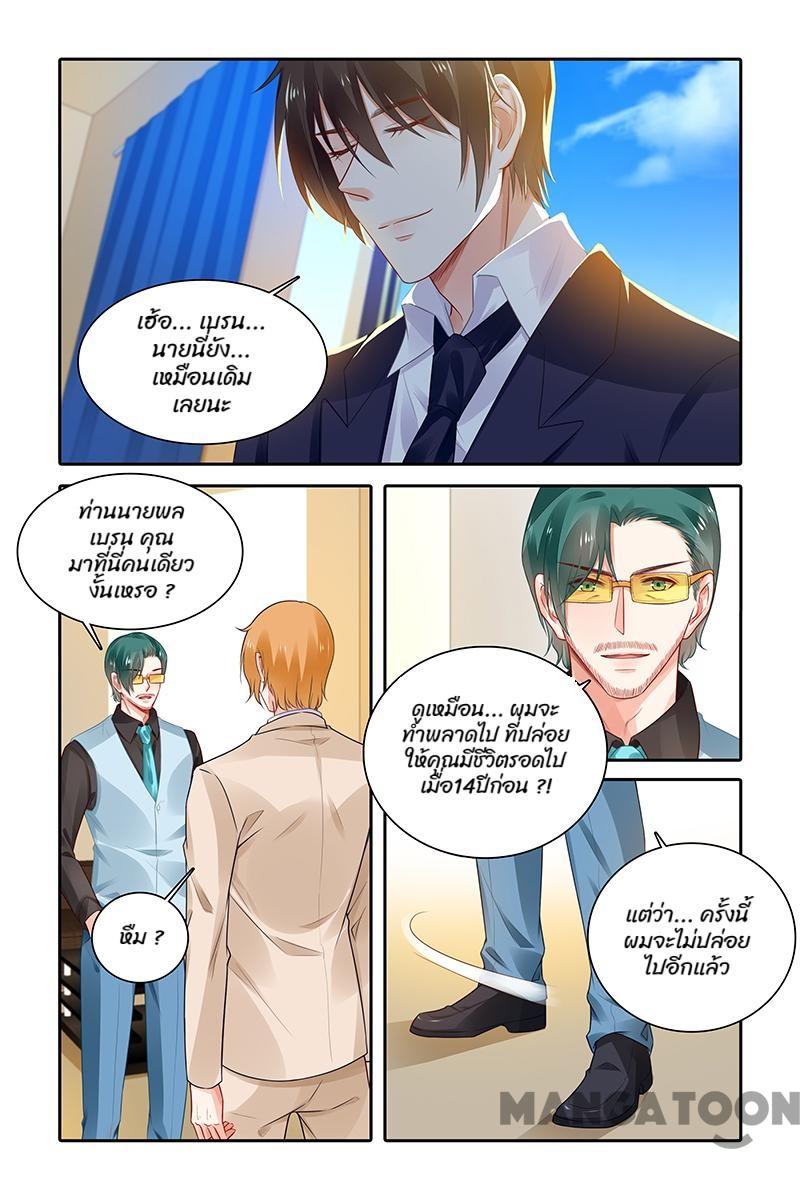 เฮ้อ... เบรน...
นายนี่ยัง...
เหมือนเดิม
เลยนะ
ท่านนายพล
เบรน คุณ
มาที่นี่คนเดียว
งั้นเหรอ ?
หืม ?
ดูเหมือน... ผมจะ
ทำพลาดไป ที่ปล่อย
ให้คุณมีชีวิตรอดไป
เมื่อ14ปีก่อน ?!
แต่ว่า... ครั้งนี้
ผมจะไม่ปล่อย
ไปอีกแล้ว
MANGATOON